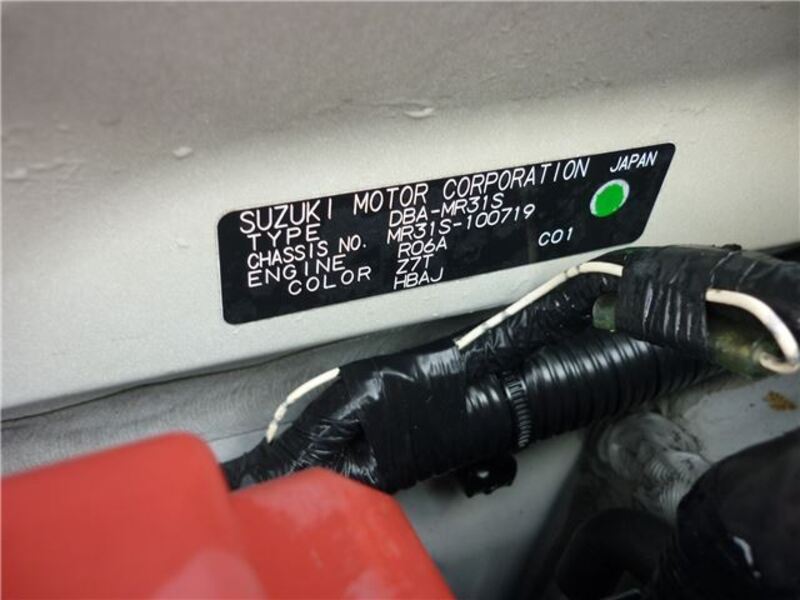 SUZUKI MOTOR CORPORATION JAPAN
TYPE DBA-MR31S
CHASSIS NO. MR31S-100719
ENGINE R06A C01
COLOR Z7T
HBAJ